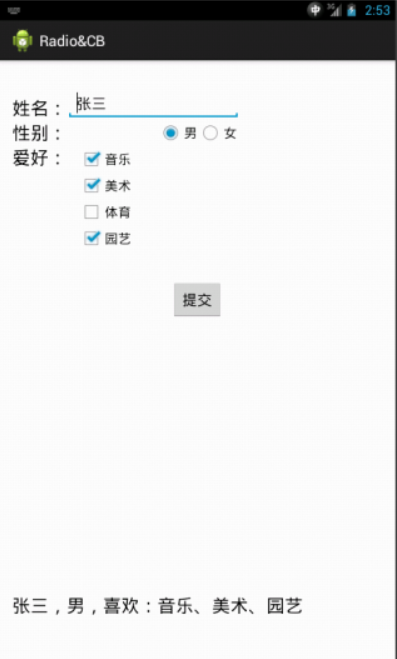 中 3G 2:53
Radio&CB
姓名：张三
性别： 男 女
爱好： 音乐
美术
体育
园艺
提交
张三，男，喜欢：音乐、美术、园艺